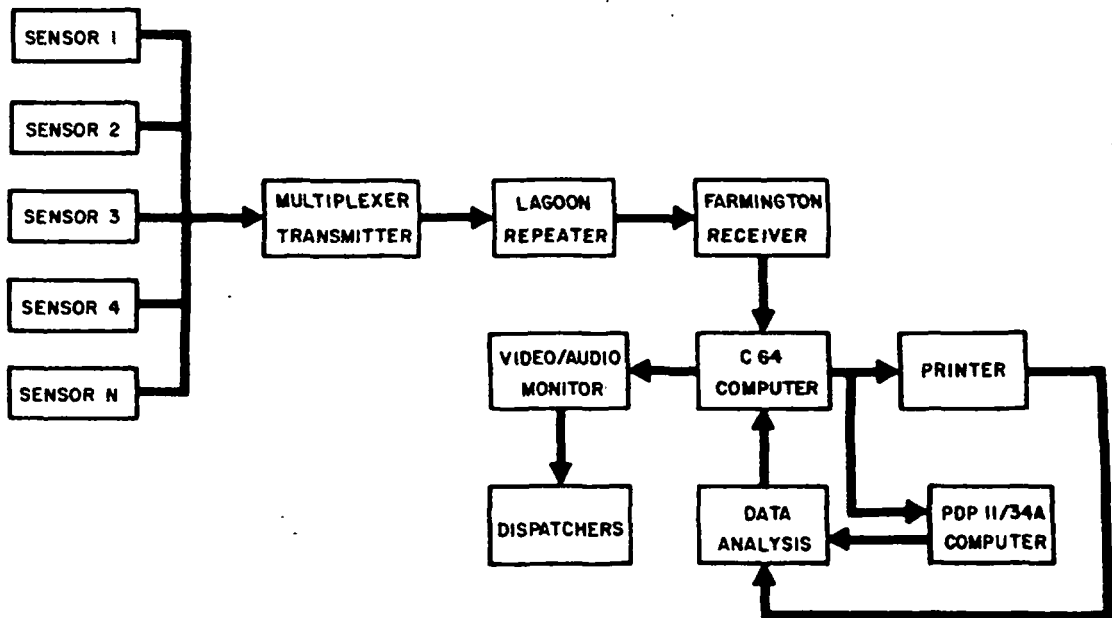 SENSOR 1
SENSOR 2
SENSOR 3
SENSOR 4
SENSOR N
MULTIPLEXER
TRANSMITTER
LAGOON
REPEATER
FARMINGTON
RECEIVER
VIDEO/AUDIO
MONITOR
C 64
COMPUTER
PRINTER
DISPATCHERS
DATA
ANALYSIS
PDP 11/34A
COMPUTER